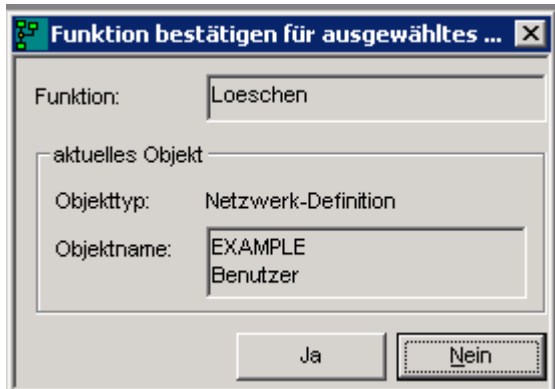 Funktion bestätigen für ausgewähltes ...
Funktion: Loeschen
aktuelles Objekt
Objekttyp: Netzwerk-Definition
Objektname: EXAMPLE
Benutzer
Ja Nein